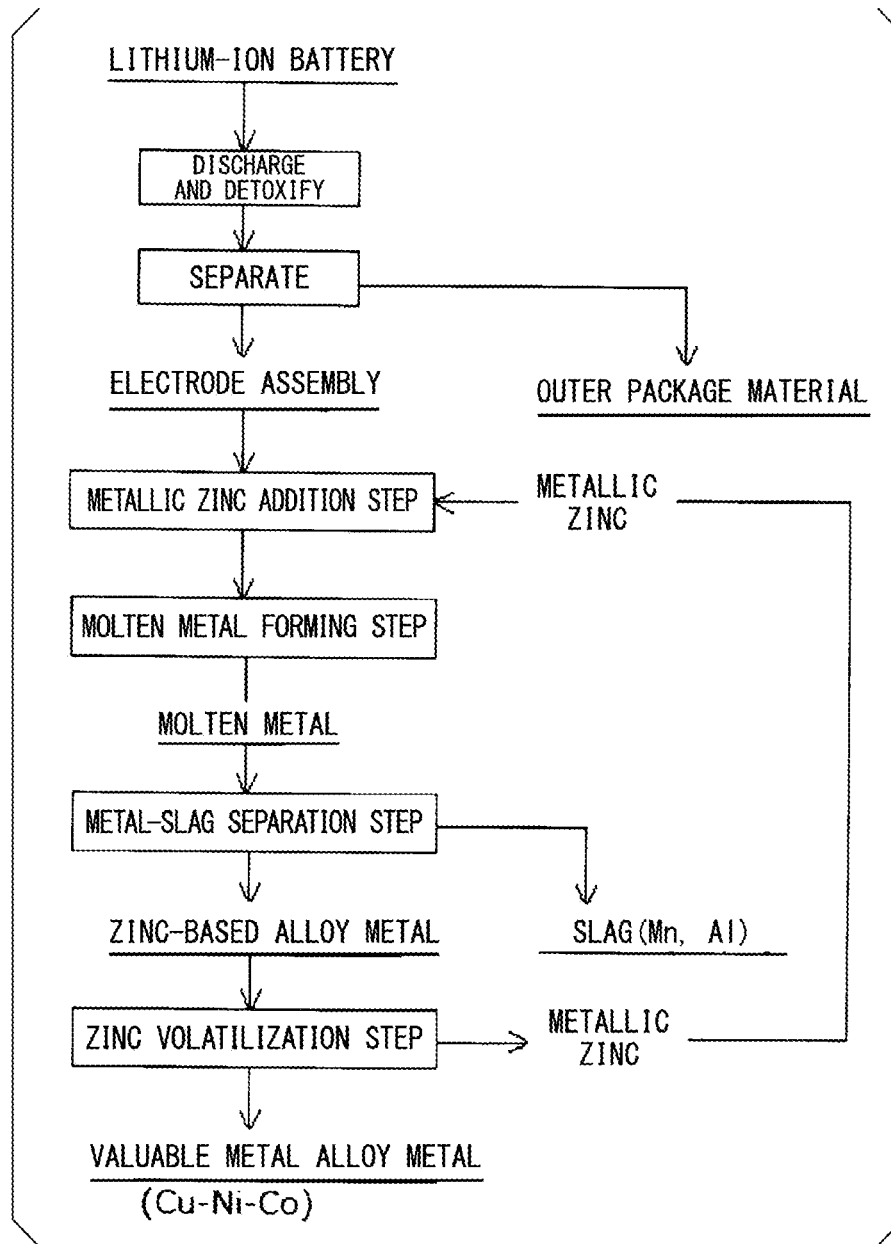 LITHIUM-ION BATTERY
DISCHARGE
AND DETOXIFY
SEPARATE
ELECTRODE ASSEMBLY
OUTER PACKAGE MATERIAL
METALLIC ZINC ADDITION STEP
METALLIC
ZINC
MOLTEN METAL FORMING STEP
MOLTEN METAL
METAL-SLAG SEPARATION STEP
ZINC-BASED ALLOY METAL
SLAG(Mn, Al)
ZINC VOLATILIZATION STEP
METALLIC
ZINC
VALUABLE METAL ALLOY METAL
(Cu-Ni-Co)